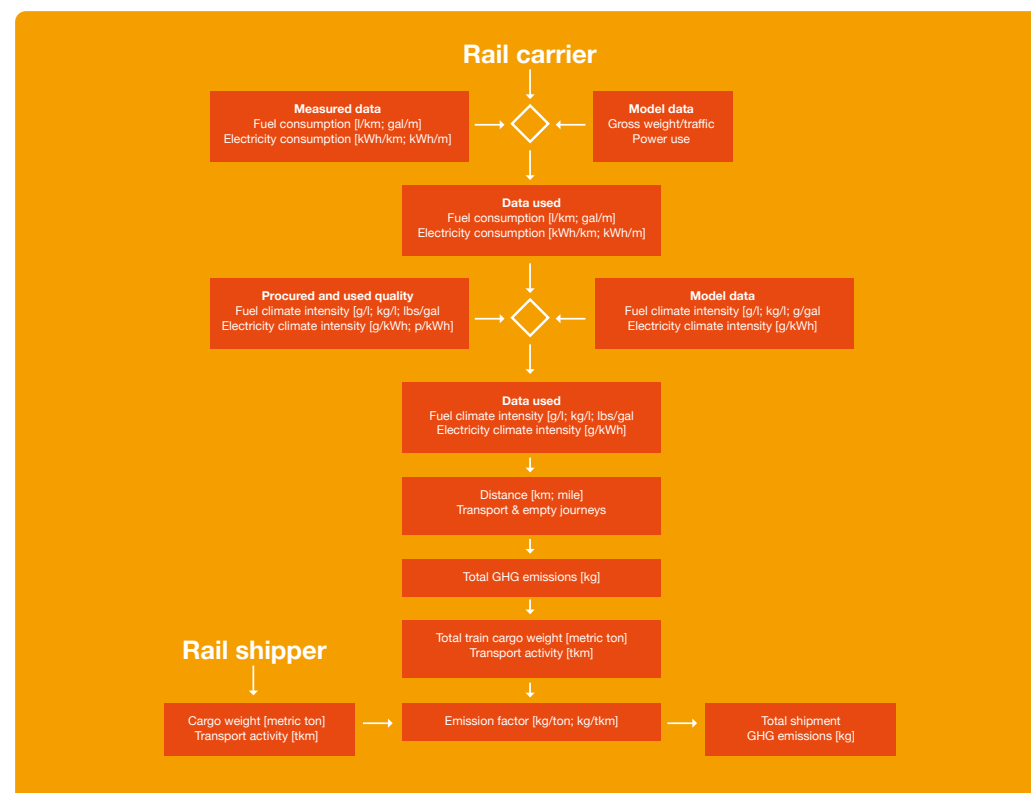 Rail carrier
Measured data
Fuel consumption [l/km; gal/m]
Electricity consumption [kWh/km; kWh/m]
Model data
Gross weight/traffic
Power use
Data used
Fuel consumption [l/km; gal/m]
Electricity consumption [kWh/km; kWh/m]
Procured and used quality
Fuel climate intensity [g/l; kg/l; lbs/gal
Electricity climate intensity [g/kWh; p/kWh]
Model data
Fuel climate intensity [g/l; kg/l; g/gal
Electricity climate intensity [g/kWh]
Data used
Fuel climate intensity [g/l; kg/l; lbs/gal
Electricity climate intensity [g/kWh]
Distance [km; mile]
Transport & empty journeys
Total GHG emissions [kg]
Total train cargo weight [metric ton]
Transport activity [tkm]
Rail shipper
Cargo weight [metric ton]
Transport activity [tkm]
Emission factor [kg/ton; kg/tkm]
Total shipment
GHG emissions [kg]